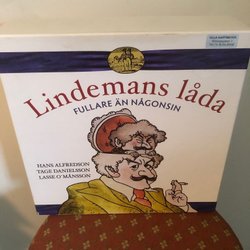 Lindemans låda
FULLARE ÄN NÅGONSIN
HANS ALFREDSON
TAGE DANIELSSON
LASSE O'MÅNSSON